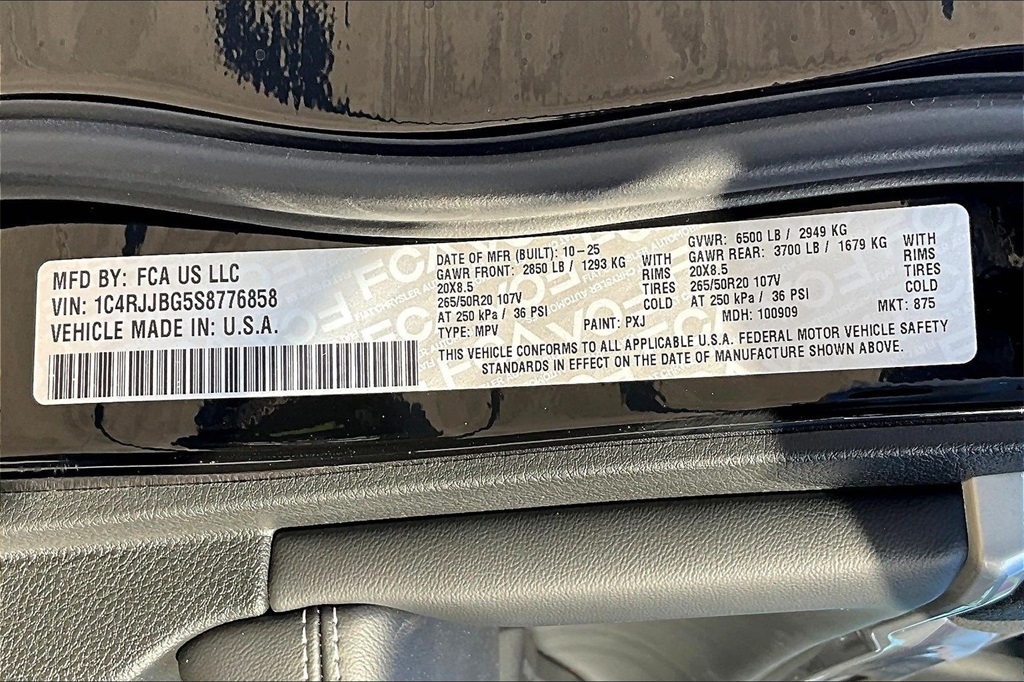 MFD BY: FCA US LLC
VIN: 1C4RJJBG5S8776858
VEHICLE MADE IN: U.S.A.
DATE OF MFR (BUILT): 10-25
GAWR FRONT: 2850 LB / 1293 KG WITH
20X8.5 RIMS
265/50R20 107V TIRES
AT 250 kPa / 36 PSI COLD
TYPE: MPV PAINT: PXJ
GVWR: 6500 LB / 2949 KG
GAWR REAR: 3700 LB / 1679 KG WITH
20X8.5 RIMS
265/50R20 107V TIRES
AT 250 kPa / 36 PSI COLD
MDH: 100909 MKT: 875
THIS VEHICLE CONFORMS TO ALL APPLICABLE U.S.A. FEDERAL MOTOR VEHICLE SAFETY
STANDARDS IN EFFECT ON THE DATE OF MANUFACTURE SHOWN ABOVE.